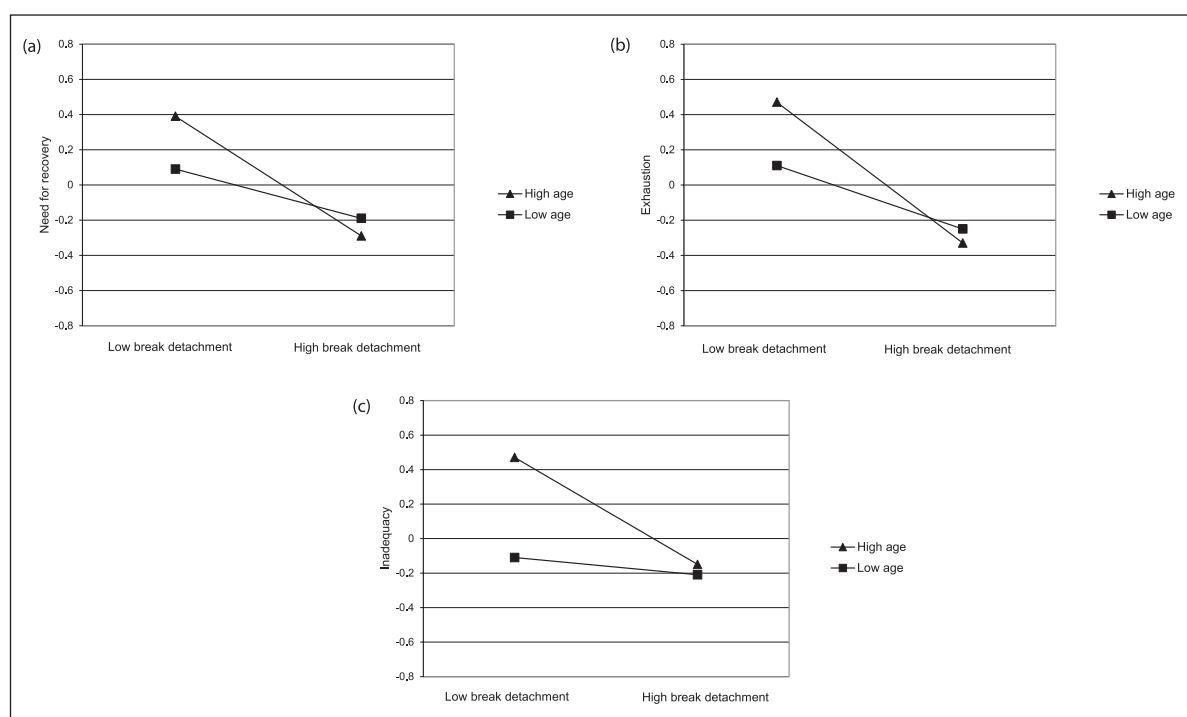 (a)
0.8
0.6
0.4
0.2
0
-0.2
-0.4
-0.6
-0.8
Need for recovery
Low break detachment
High break detachment
High age
Low age
(b)
0.8
0.6
0.4
0.2
0
-0.2
-0.4
-0.6
-0.8
Exhaustion
Low break detachment
High break detachment
High age
Low age
(c)
0.8
0.6
0.4
0.2
0
-0.2
-0.4
-0.6
-0.8
Inadequacy
Low break detachment
High break detachment
High age
Low age